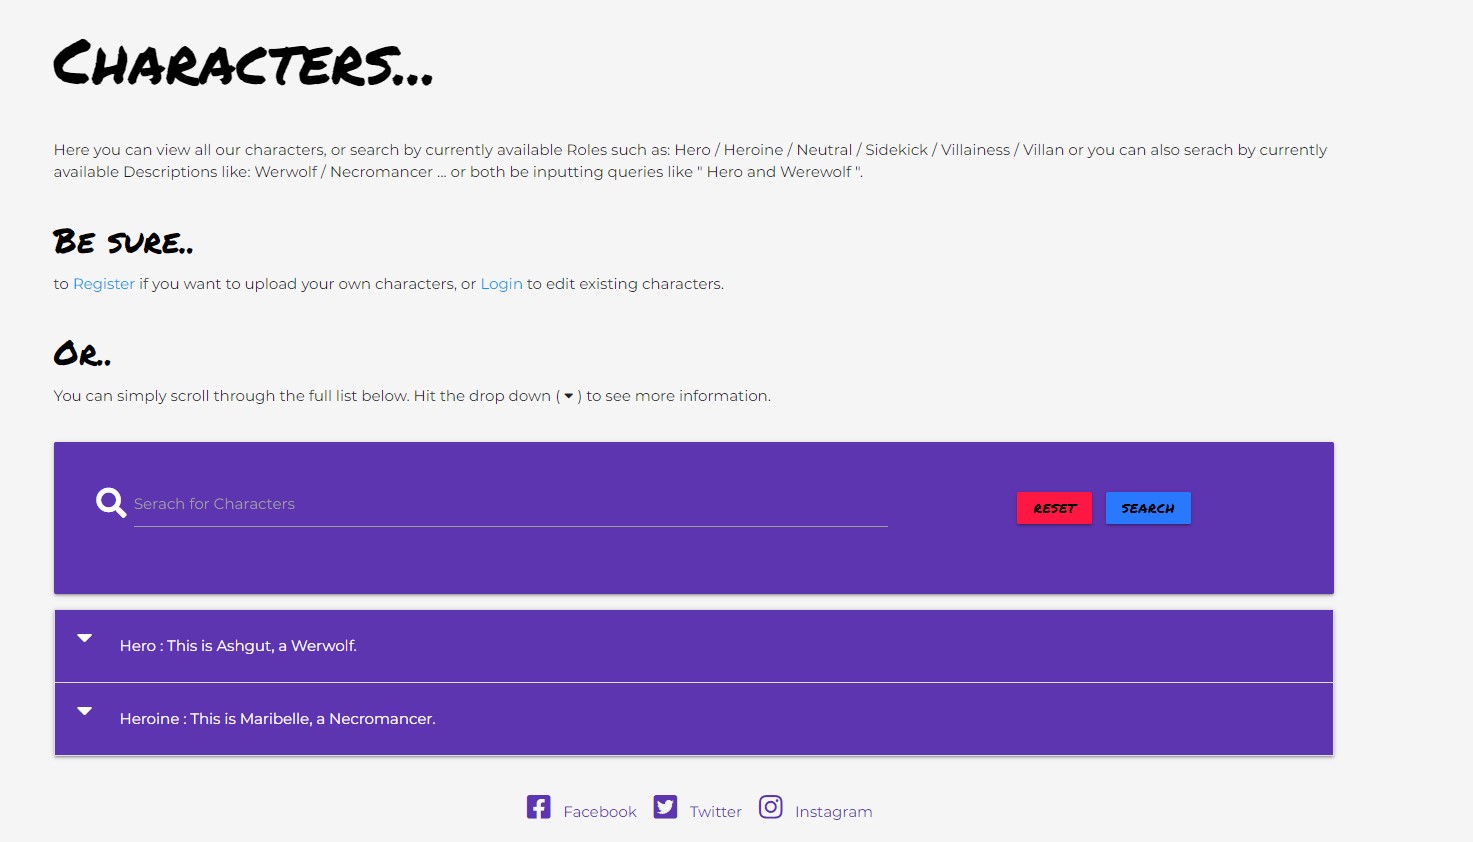 Characters...
Here you can view all our characters, or search by currently available Roles such as: Hero / Heroine / Neutral / Sidekick / Villainess / Villan or you can also serach by currently
available Descriptions like: Werwolf / Necromancer ... or both be inputting queries like " Hero and Werewolf ".
Be sure..
to Register if you want to upload your own characters, or Login to edit existing characters.
Or..
You can simply scroll through the full list below. Hit the drop down ( ) to see more information.
Serach for Characters
RESET SEARCH
Hero : This is Ashgut, a Werwolf.
Heroine : This is Maribelle, a Necromancer.
Facebook Twitter Instagram